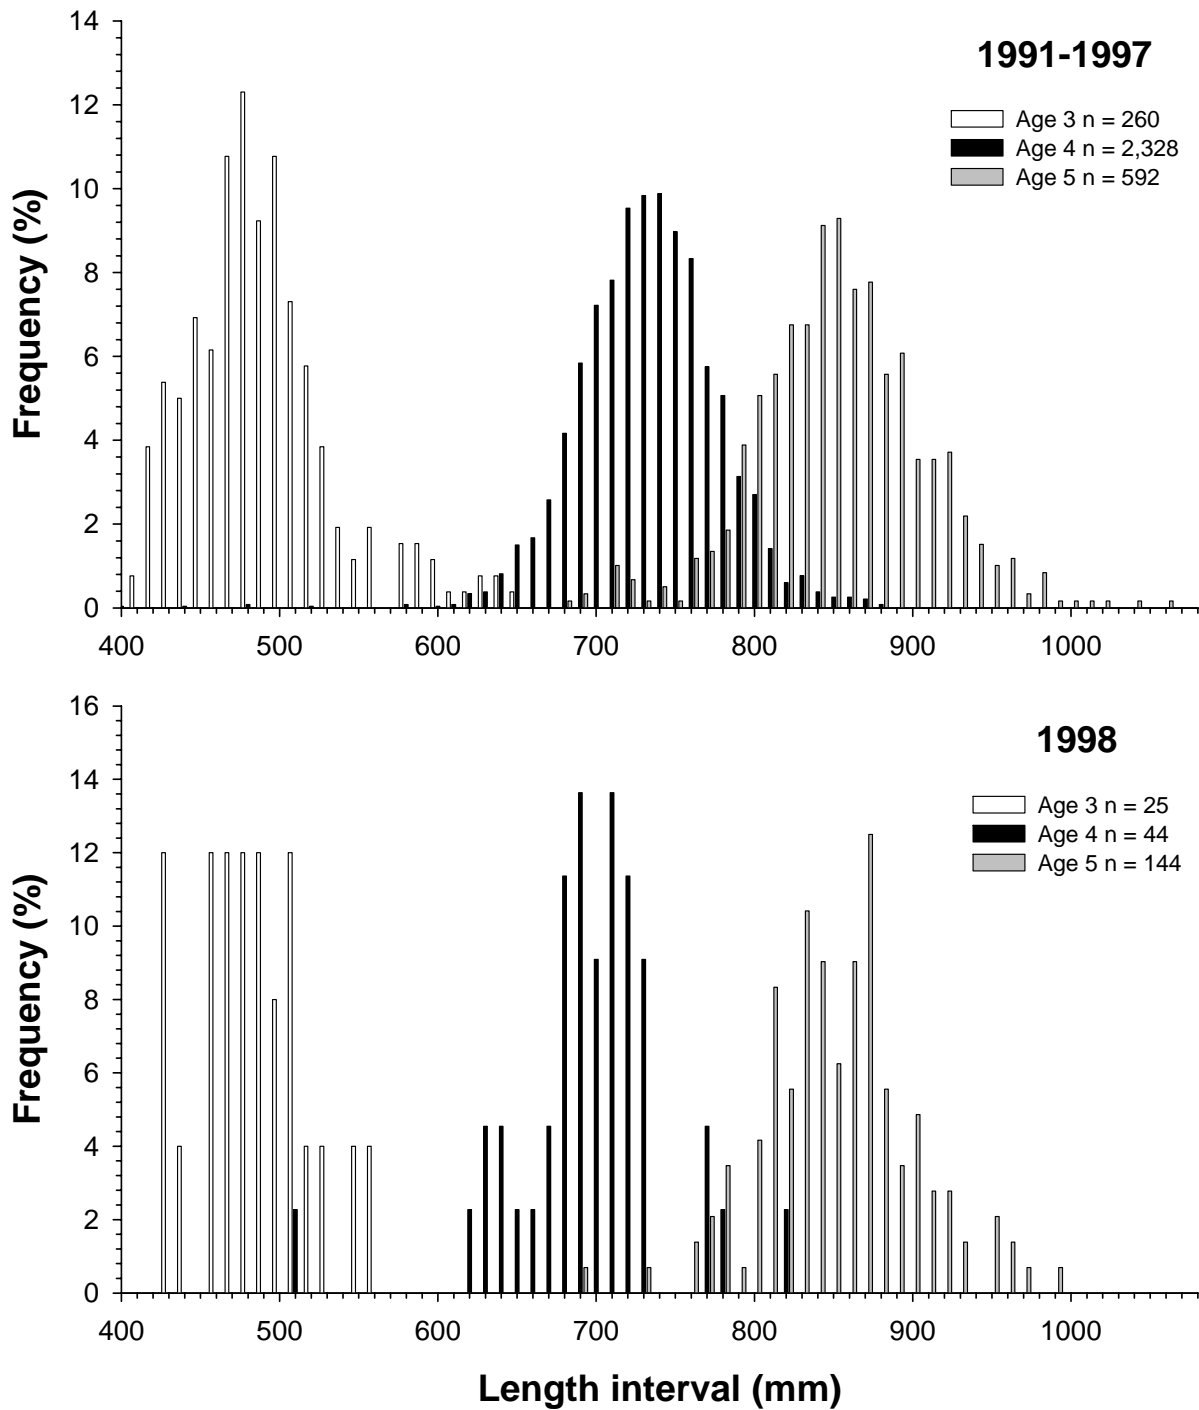 14
12
10
8
6
4
2
0
Frequency (%)
1991-1997
Age 3 n = 260
Age 4 n = 2,328
Age 5 n = 592
400 500 600 700 800 900 1000
16
14
12
10
8
6
4
2
0
Frequency (%)
1998
Age 3 n = 25
Age 4 n = 44
Age 5 n = 144
400 500 600 700 800 900 1000
Length interval (mm)